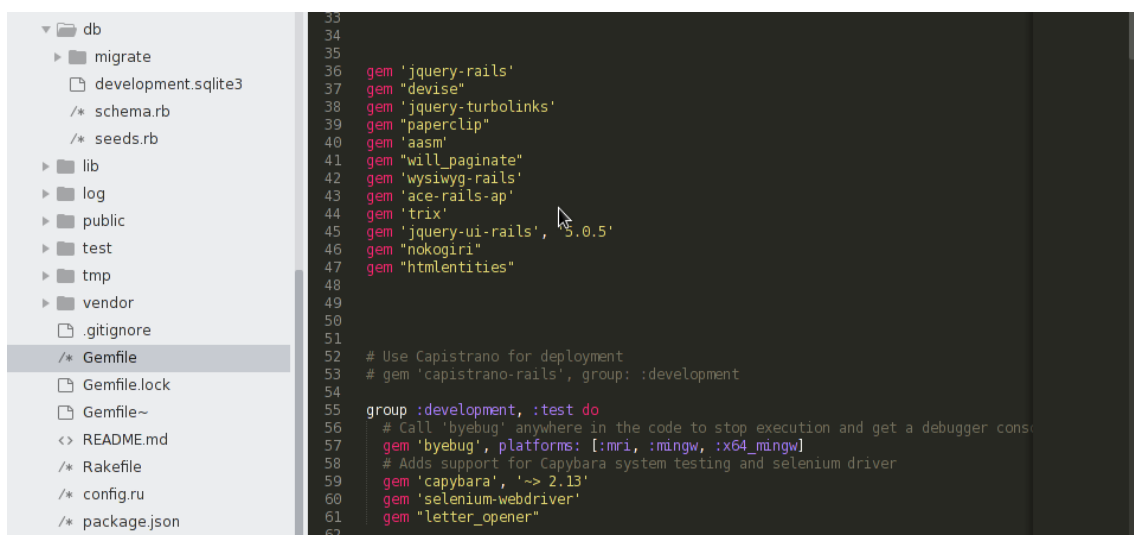 db
migrate
development.sqlite3
/* schema.rb
/* seeds.rb
lib
log
public
test
tmp
vendor
.gitignore
/* Gemfile
Gemfile.lock
Gemfile~
<> README.md
/* Rakefile
/* config.ru
/* package.json
33
34
35
36 gem 'jquery-rails'
37 gem "devise"
38 gem 'jquery-turbolinks'
39 gem "paperclip"
40 gem 'aasm'
41 gem "will_paginate"
42 gem 'wysiwyg-rails'
43 gem 'ace-rails-ap'
44 gem 'trix'
45 gem 'jquery-ui-rails', '5.0.5'
46 gem "nokogiri"
47 gem "htmlentities"
48
49
50
51
52 # Use Capistrano for deployment
53 # gem 'capistrano-rails', group: :development
54
55 group :development, :test do
56 # Call 'byebug' anywhere in the code to stop execution and get a debugger cons
57 gem 'byebug', platforms: [:mri, :mingw, :x64_mingw]
58 # Adds support for Capybara system testing and selenium driver
59 gem 'capybara', '~> 2.13'
60 gem 'selenium-webdriver'
61 gem "letter_opener"
62